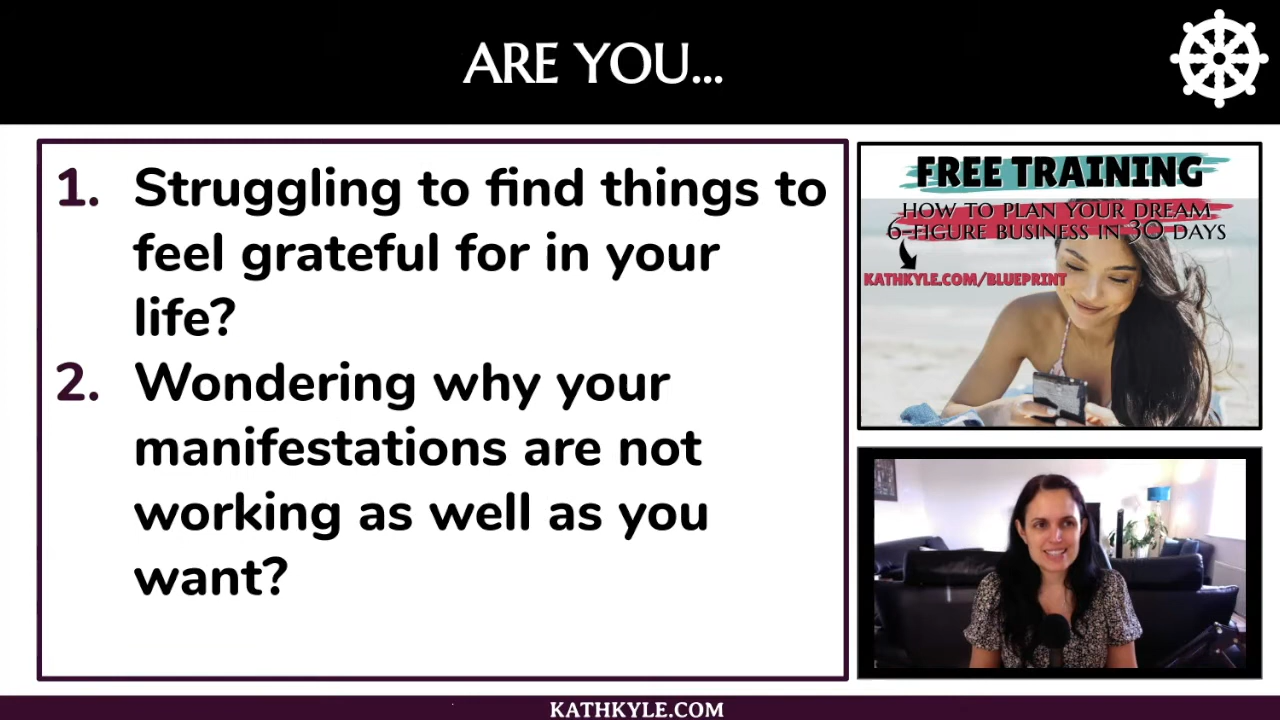 ARE YOU...
1. Struggling to find things to
feel grateful for in your
life?
2. Wondering why your
manifestations are not
working as well as you
want?
FREE TRAINING
HOW TO PLAN YOUR DREAM
6-FIGURE BUSINESS IN 30 DAYS
KATHKYLE.COM/BLUEPRINT
KATHKYLE.COM